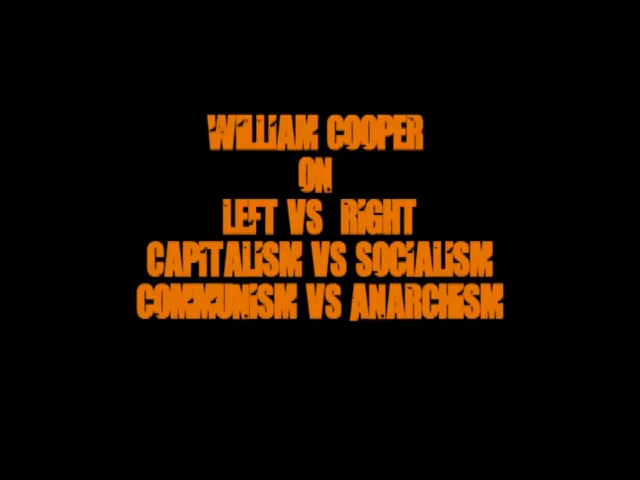 WILLIAM COOPER
ON
LEFT VS RIGHT
CAPITALISM VS SOCIALISM
COMMUNISM VS ANARCHISM